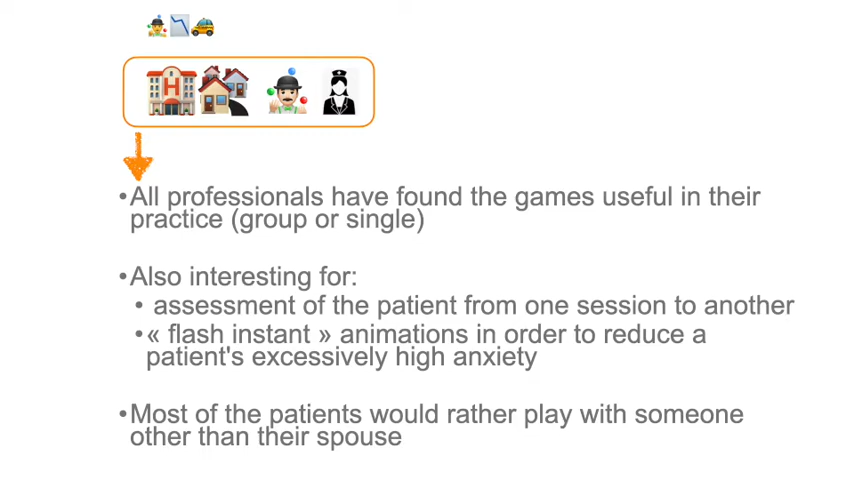 H
•All professionals have found the games useful in their
practice (group or single)
•Also interesting for:
• assessment of the patient from one session to another
•« flash instant » animations in order to reduce a
patient's excessively high anxiety
•Most of the patients would rather play with someone
other than their spouse